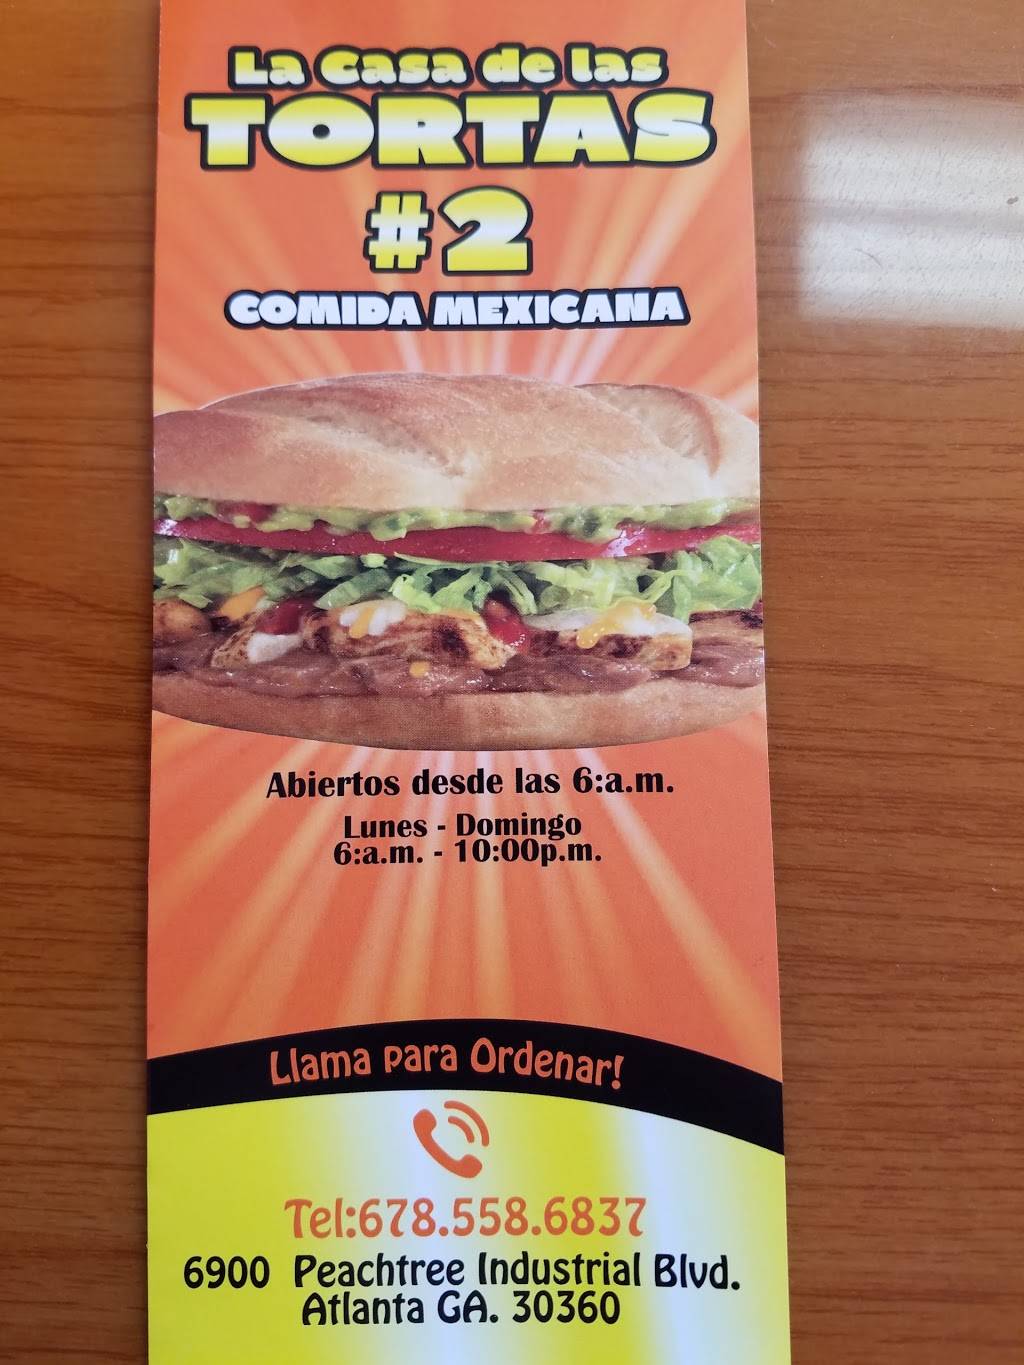 La Casa de las
TORTAS
#2
COMIDA MEXICANA
Abiertos desde las 6:a.m.
Lunes - Domingo
6:a.m. - 10:00p.m.
Llama para Ordenar!
Tel:678.558.6837
6900 Peachtree Industrial Blvd.
Atlanta GA. 30360